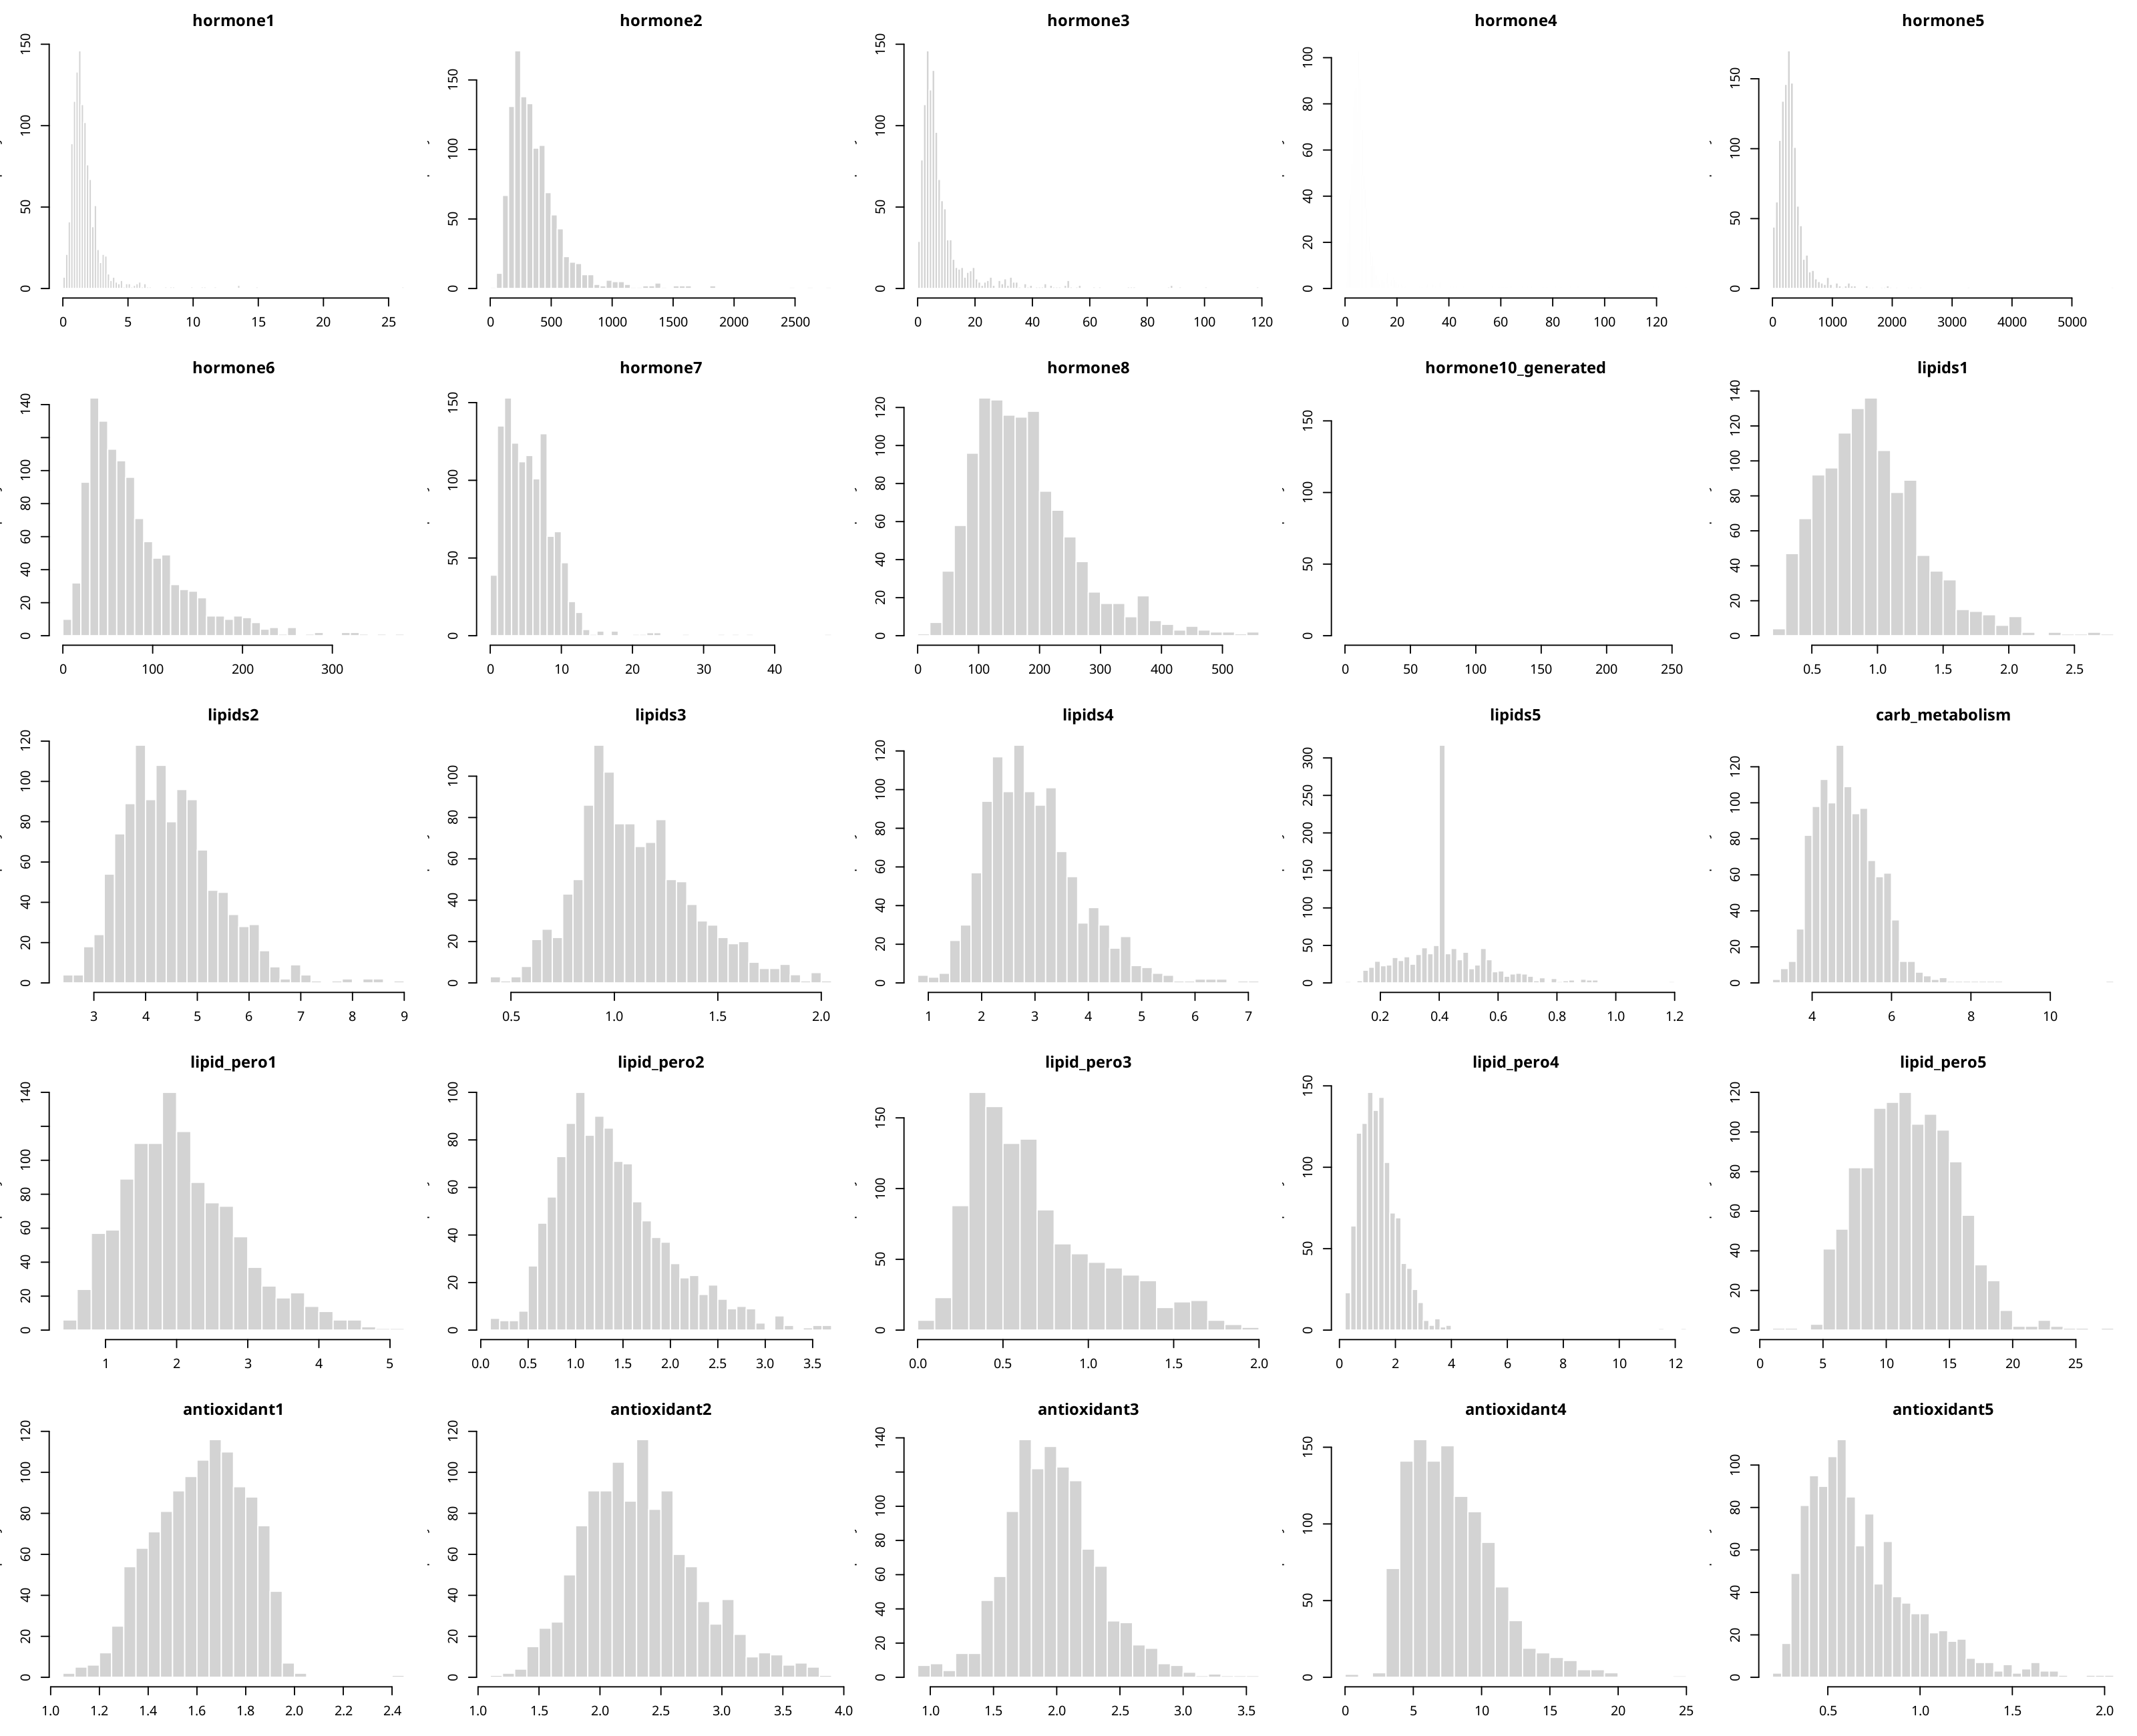 hormone1 hormone2 hormone3 hormone4 hormone5
150 100 50 0
0 5 10 15 20 25
150 100 50 0
0 500 1000 1500 2000 2500
150 100 50 0
0 20 40 60 80 100 120
100 80 60 40 20 0
0 20 40 60 80 100 120
150 100 50 0
0 1000 2000 3000 4000 5000
hormone6 hormone7 hormone8 hormone10_generated lipids1
140 100 80 60 40 20 0
0 100 200 300
150 100 50 0
0 10 20 30 40
120 100 80 60 40 20 0
0 100 200 300 400 500
150 100 50 0
0 50 100 150 200 250
140 120 100 80 60 40 20 0
0.5 1.0 1.5 2.0 2.5
lipids2 lipids3 lipids4 lipids5 carb_metabolism
120 100 80 60 40 20 0
3 4 5 6 7 8 9
100 80 60 40 20 0
0.5 1.0 1.5 2.0
120 100 80 60 40 20 0
1 2 3 4 5 6 7
300 250 200 150 100 50 0
0.2 0.4 0.6 0.8 1.0 1.2
120 100 80 60 40 20 0
4 6 8 10
lipid_pero1 lipid_pero2 lipid_pero3 lipid_pero4 lipid_pero5
140 100 80 60 40 20 0
1 2 3 4 5
100 80 60 40 20 0
0.0 0.5 1.0 1.5 2.0 2.5 3.0 3.5
150 100 50 0
0.0 0.5 1.0 1.5 2.0
150 100 50 0
0 2 4 6 8 10 12
120 100 80 60 40 20 0
0 5 10 15 20 25
antioxidant1 antioxidant2 antioxidant3 antioxidant4 antioxidant5
120 100 80 60 40 20 0
1.0 1.2 1.4 1.6 1.8 2.0 2.2 2.4
120 100 80 60 40 20 0
1.0 1.5 2.0 2.5 3.0 3.5 4.0
140 100 80 60 40 20 0
1.0 1.5 2.0 2.5 3.0 3.5
150 100 50 0
0 5 10 15 20 25
100 80 60 40 20 0
0.5 1.0 1.5 2.0